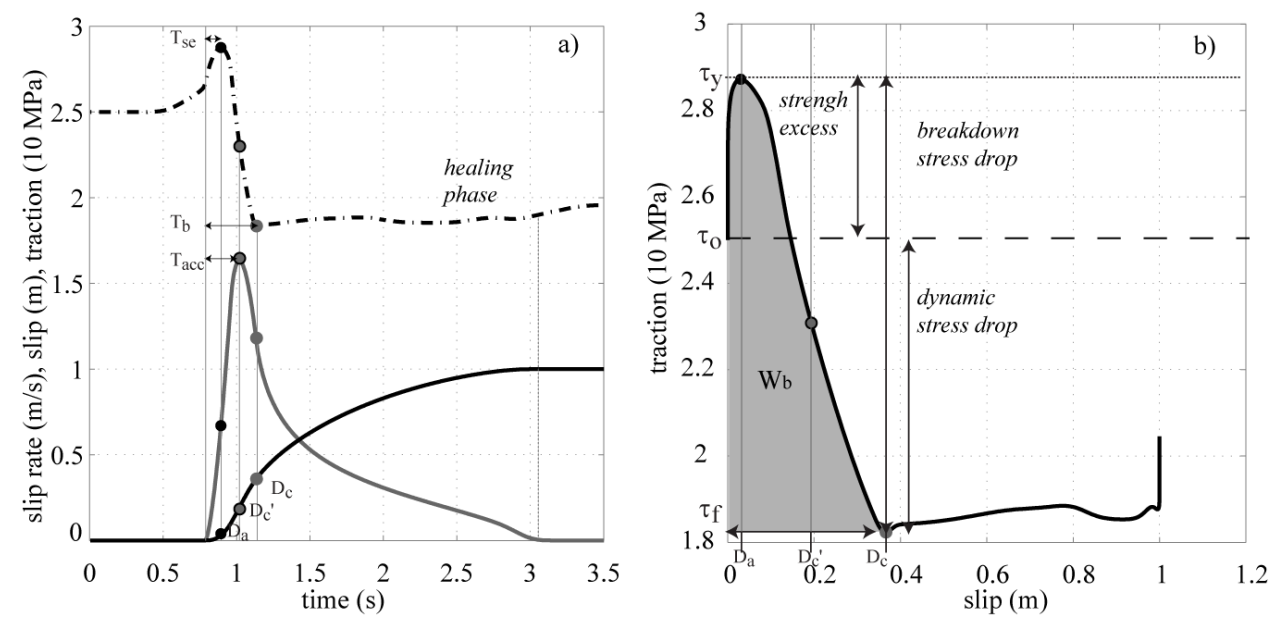 a)
T_se
healing
phase
T_b
T_acc
D_c
D_c'
D_a
3
2.5
2
1.5
1
0.5
0
slip rate (m/s), slip (m), traction (10 MPa)
0 0.5 1 1.5 2 2.5 3 3.5
time (s)
b)
3
τ_y
2.8
2.6
τ_o
2.4
2.2
2
τ_f
1.8
traction (10 MPa)
strengh
excess
breakdown
stress drop
dynamic
stress drop
W_b
D_a D_c' D_c
0 0.2 0.4 0.6 0.8 1 1.2
slip (m)